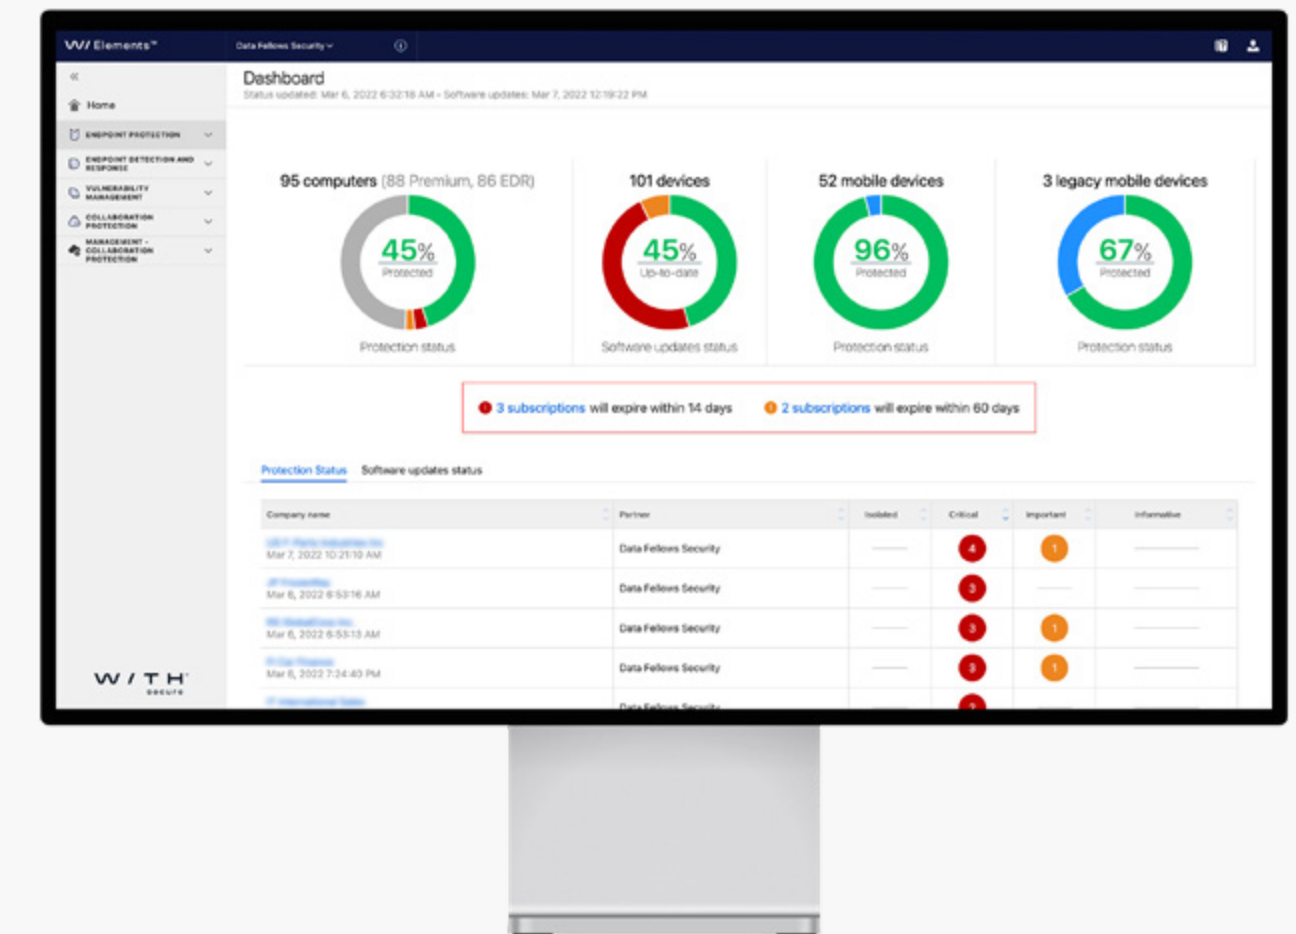 W/ Elements™
Data Fellows Security
Dashboard
Status updated: Mar 6, 2022 6:32:18 AM - Software updates: Mar 7, 2022 12:19:22 PM
Home
ENDPOINT PROTECTION
ENDPOINT DETECTION AND
RESPONSE
VULNERABILITY
MANAGEMENT
COLLABORATION
PROTECTION
MANAGEMENT -
COLLABORATION
PROTECTION
95 computers (88 Premium, 86 EDR)
45%
Protected
Protection status
101 devices
45%
Up-to-date
Software updates status
52 mobile devices
96%
Protected
Protection status
3 legacy mobile devices
67%
Protected
Protection status
3 subscriptions will expire within 14 days
2 subscriptions will expire within 60 days
Protection Status Software updates status
Company name Partner Isolated Critical Important Informative
Mar 7, 2022 10:21:10 AM Data Fellows Security 4 1
Mar 6, 2022 6:53:16 AM Data Fellows Security 3
Mar 6, 2022 6:53:13 AM Data Fellows Security 3 1
Mar 6, 2022 7:24:40 PM Data Fellows Security 3 1
Data Fellows Security
W / T H
secure